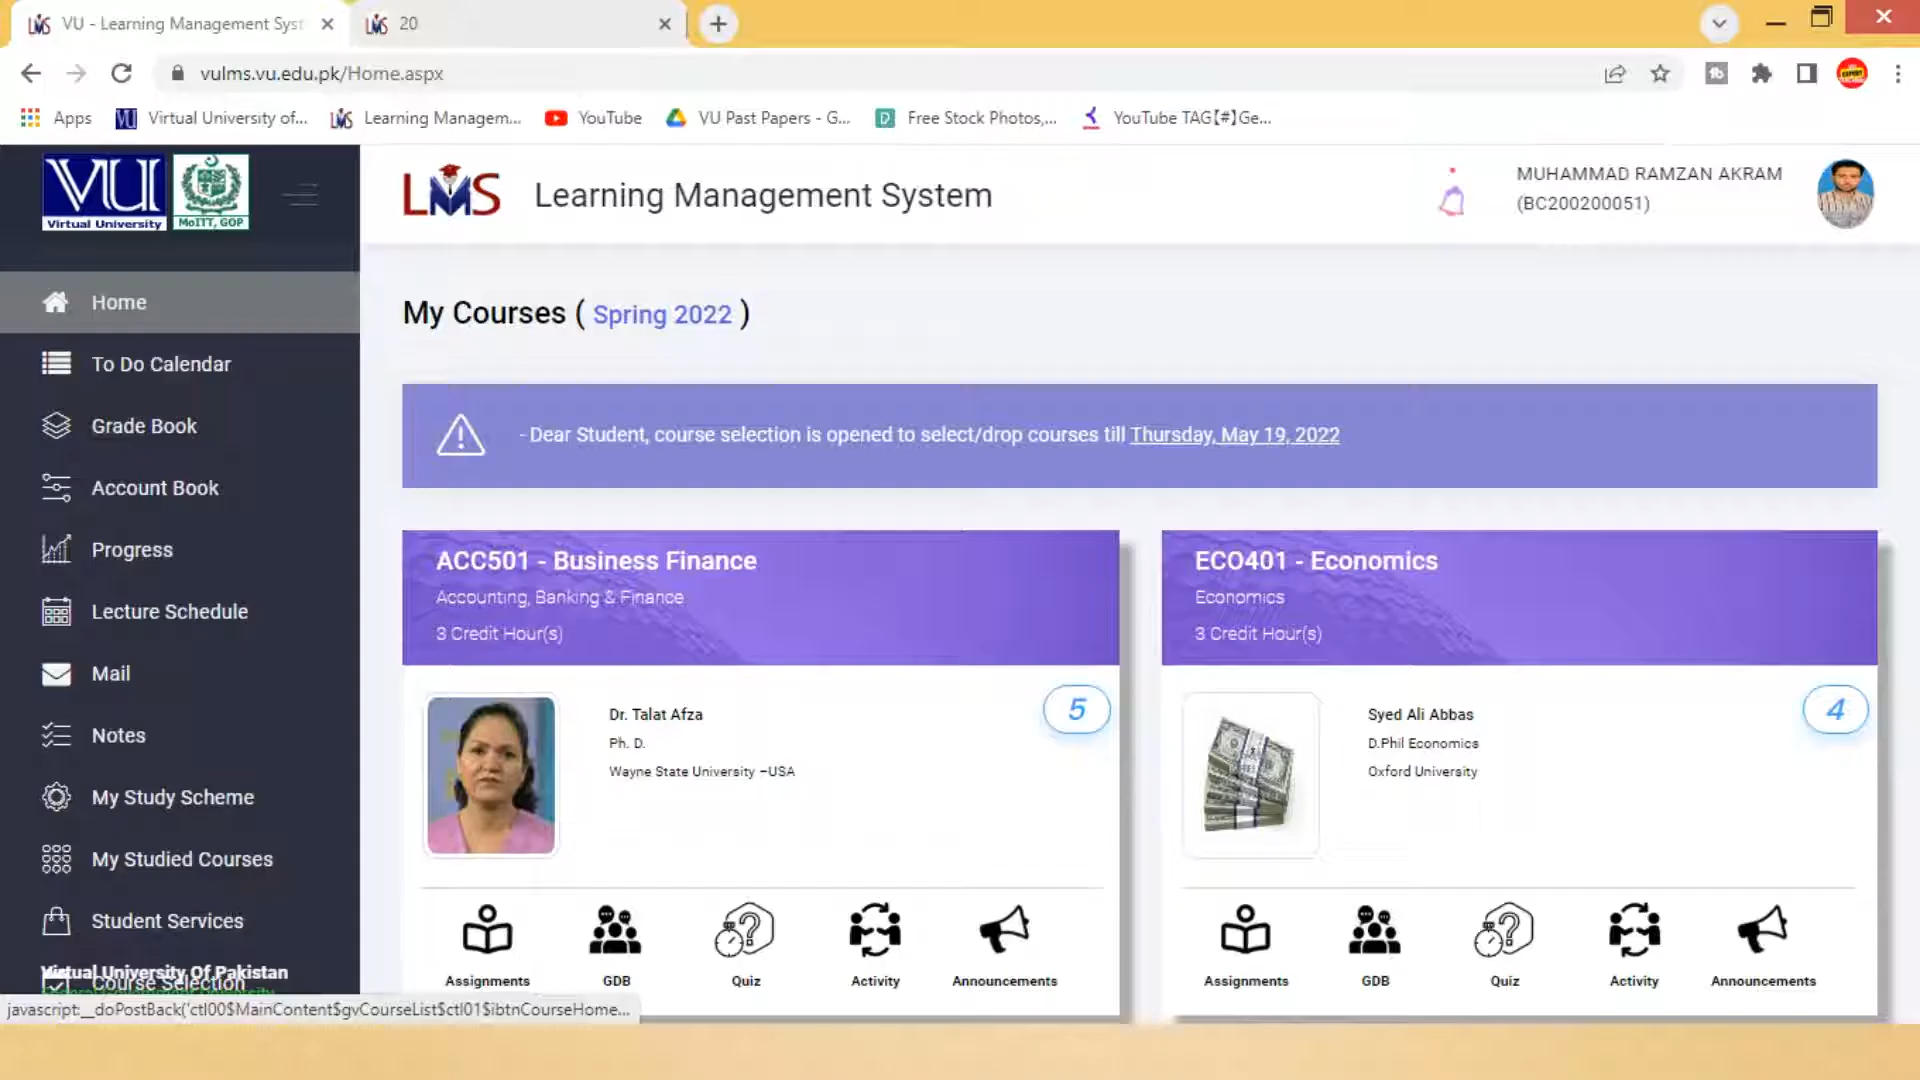 VU - Learning Management Syst
20
vulms.vu.edu.pk/Home.aspx
Apps
Virtual University of...
Learning Managem...
YouTube
VU Past Papers - G...
Free Stock Photos,...
YouTube TAG【#】Ge...
VU
Virtual University
MoITT, GOP
LMS
Learning Management System
MUHAMMAD RAMZAN AKRAM
(BC200200051)
Home
To Do Calendar
Grade Book
Account Book
Progress
Lecture Schedule
Mail
Notes
My Study Scheme
My Studied Courses
Student Services
Virtual University Of Pakistan
Course Selection
My Courses ( Spring 2022 )
- Dear Student, course selection is opened to select/drop courses till Thursday, May 19, 2022
ACC501 - Business Finance
Accounting, Banking & Finance
3 Credit Hour(s)
Dr. Talat Afza
Ph. D.
Wayne State University –USA
5
Assignments
GDB
Quiz
Activity
Announcements
ECO401 - Economics
Economics
3 Credit Hour(s)
Syed Ali Abbas
D.Phil Economics
Oxford University
4
Assignments
GDB
Quiz
Activity
Announcements
javascript:__doPostBack('ctl00$MainContent$gvCourseList$ctl01$ibtnCourseHome...